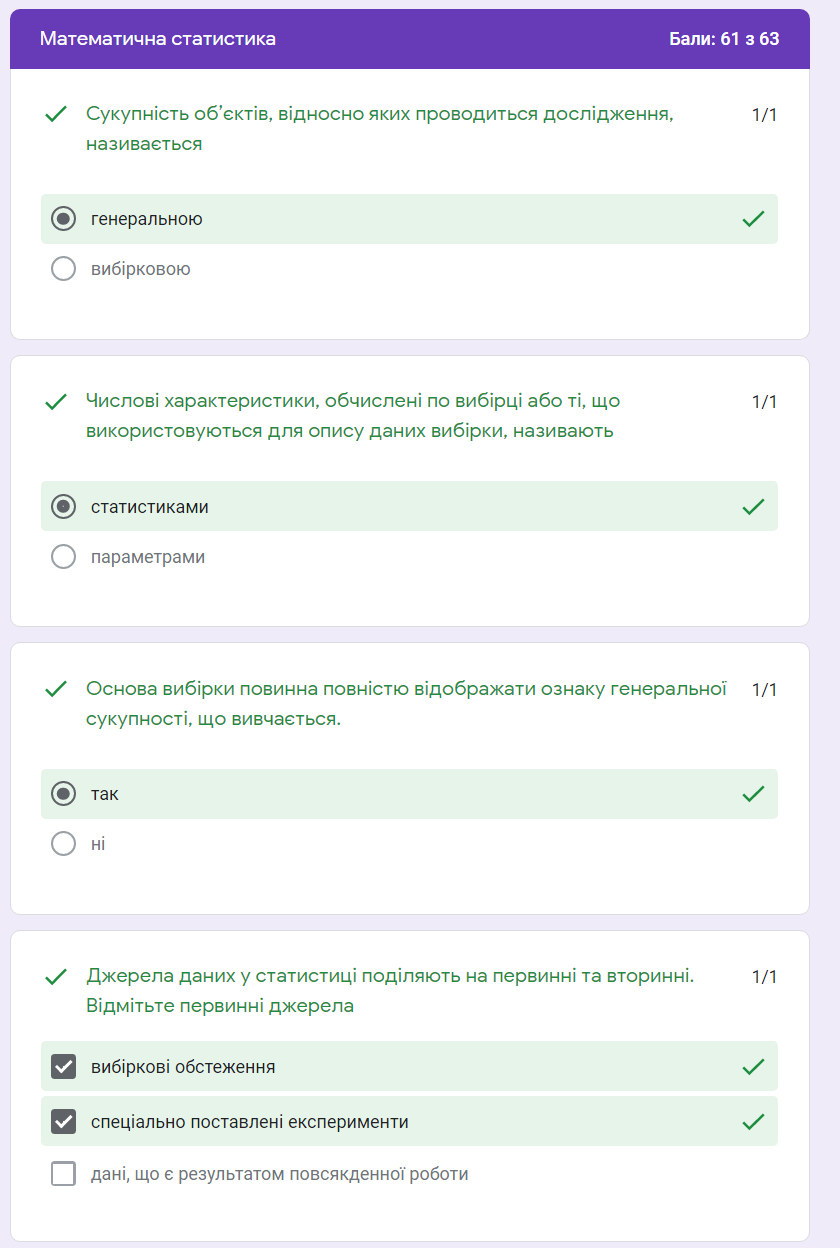 Математична статистика
Бали: 61 з 63
Сукупність об’єктів, відносно яких проводиться дослідження,
називається
1/1
генеральною
вибірковою
Числові характеристики, обчислені по вибірці або ті, що
використовуються для опису даних вибірки, називають
1/1
статистиками
параметрами
Основа вибірки повинна повністю відображати ознаку генеральної
сукупності, що вивчається.
1/1
так
ні
Джерела даних у статистиці поділяють на первинні та вторинні.
Відмітьте первинні джерела
1/1
вибіркові обстеження
спеціально поставлені експерименти
дані, що є результатом повсякденної роботи